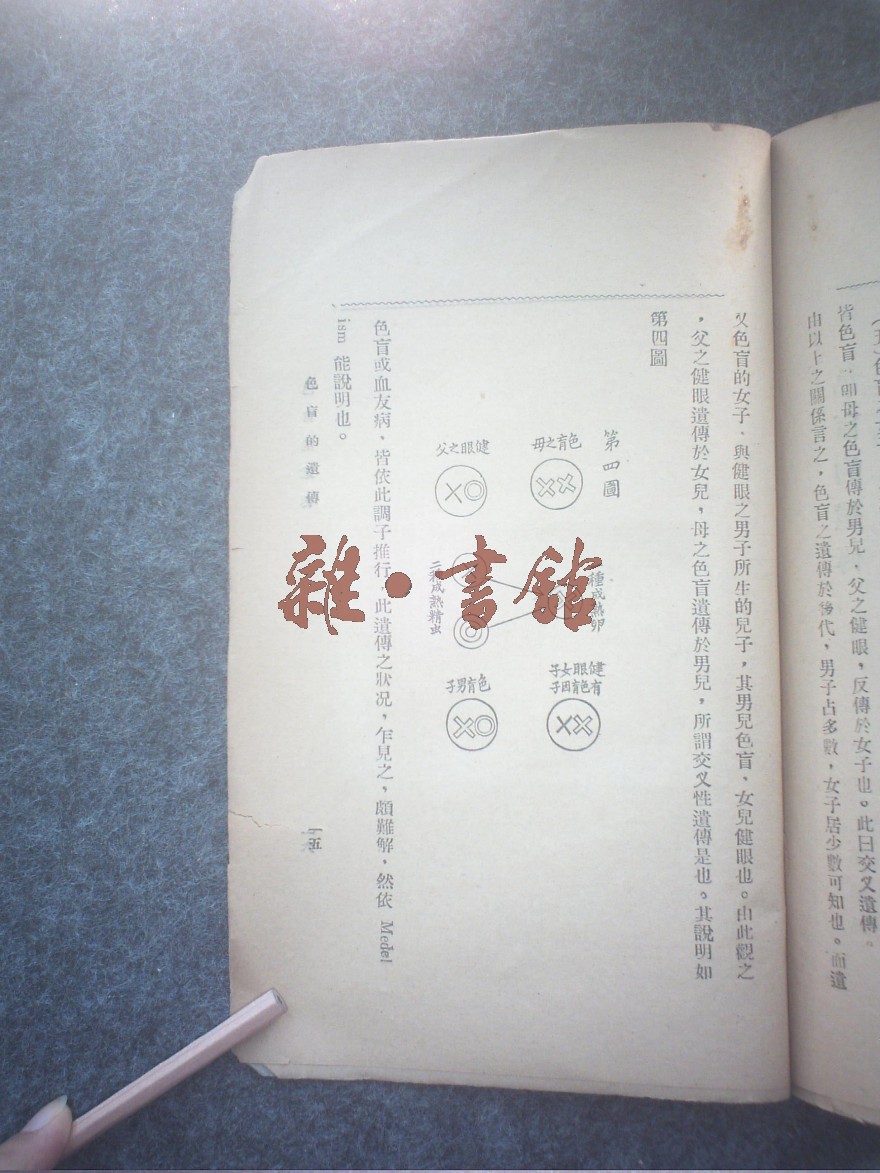 皆色盲，即母之色盲傳於男兒，父之健眼，反傳於女子也。此曰交叉遺傳。
由以上之關係言之，色盲之遺傳於後代，男子占多數，女子居少數可知也。而遺
又色盲的女子，與健眼之男子所生的兒子，其男兒色盲，女兒健眼也。由此觀之
，父之健眼遺傳於女兒，母之色盲遺傳於男兒，所謂交叉性遺傳是也。其說明如
第四圖
第四圖
母之盲色
父之眼健
種成熟卵
二種成熟精虫
子女眼健
子因盲色有
子男盲色
色盲或血友病，皆依此調子推行，此遺傳之狀況，乍見之，頗難解，然依 Medel
ism 能說明也。
色盲的遺傳
一五
雜·書館